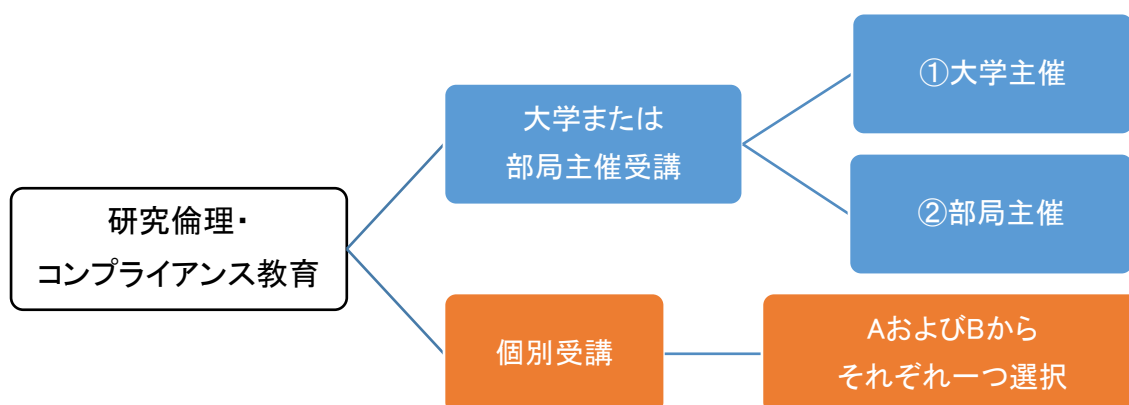 研究倫理・
コンプライアンス教育
大学または
部局主催受講
①大学主催
②部局主催
個別受講
AおよびBから
それぞれ一つ選択